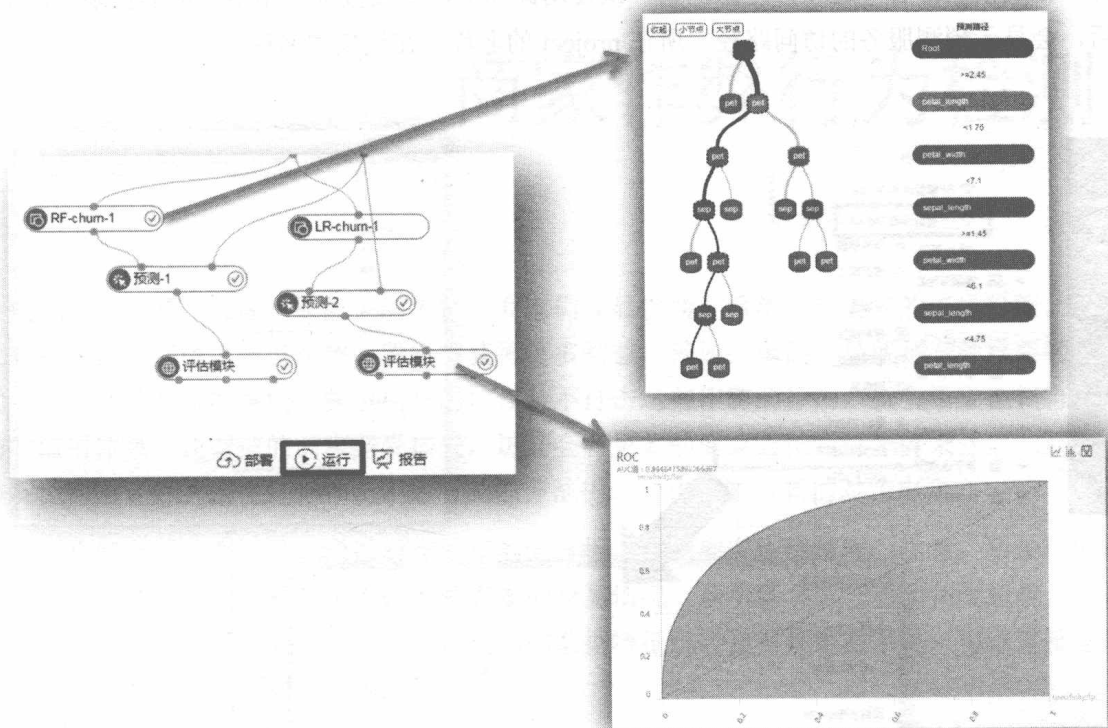 收起 小节点 大节点
预测路径
Root
>=2.45
petal_length
<1.75
petal_width
<7.1
sepal_length
>=1.45
petal_width
<6.1
sepal_length
<4.75
petal_length
pet pet
pet pet
sep sep sep sep
pet pet pet pet
sep sep
pet pet
RF-churn-1
LR-churn-1
预测-1
预测-2
评估模块
评估模块
部署 运行 报告
ROC
1
0.8
0.6
0.4
0.2
0
0 0.2 0.4 0.6 0.8 1